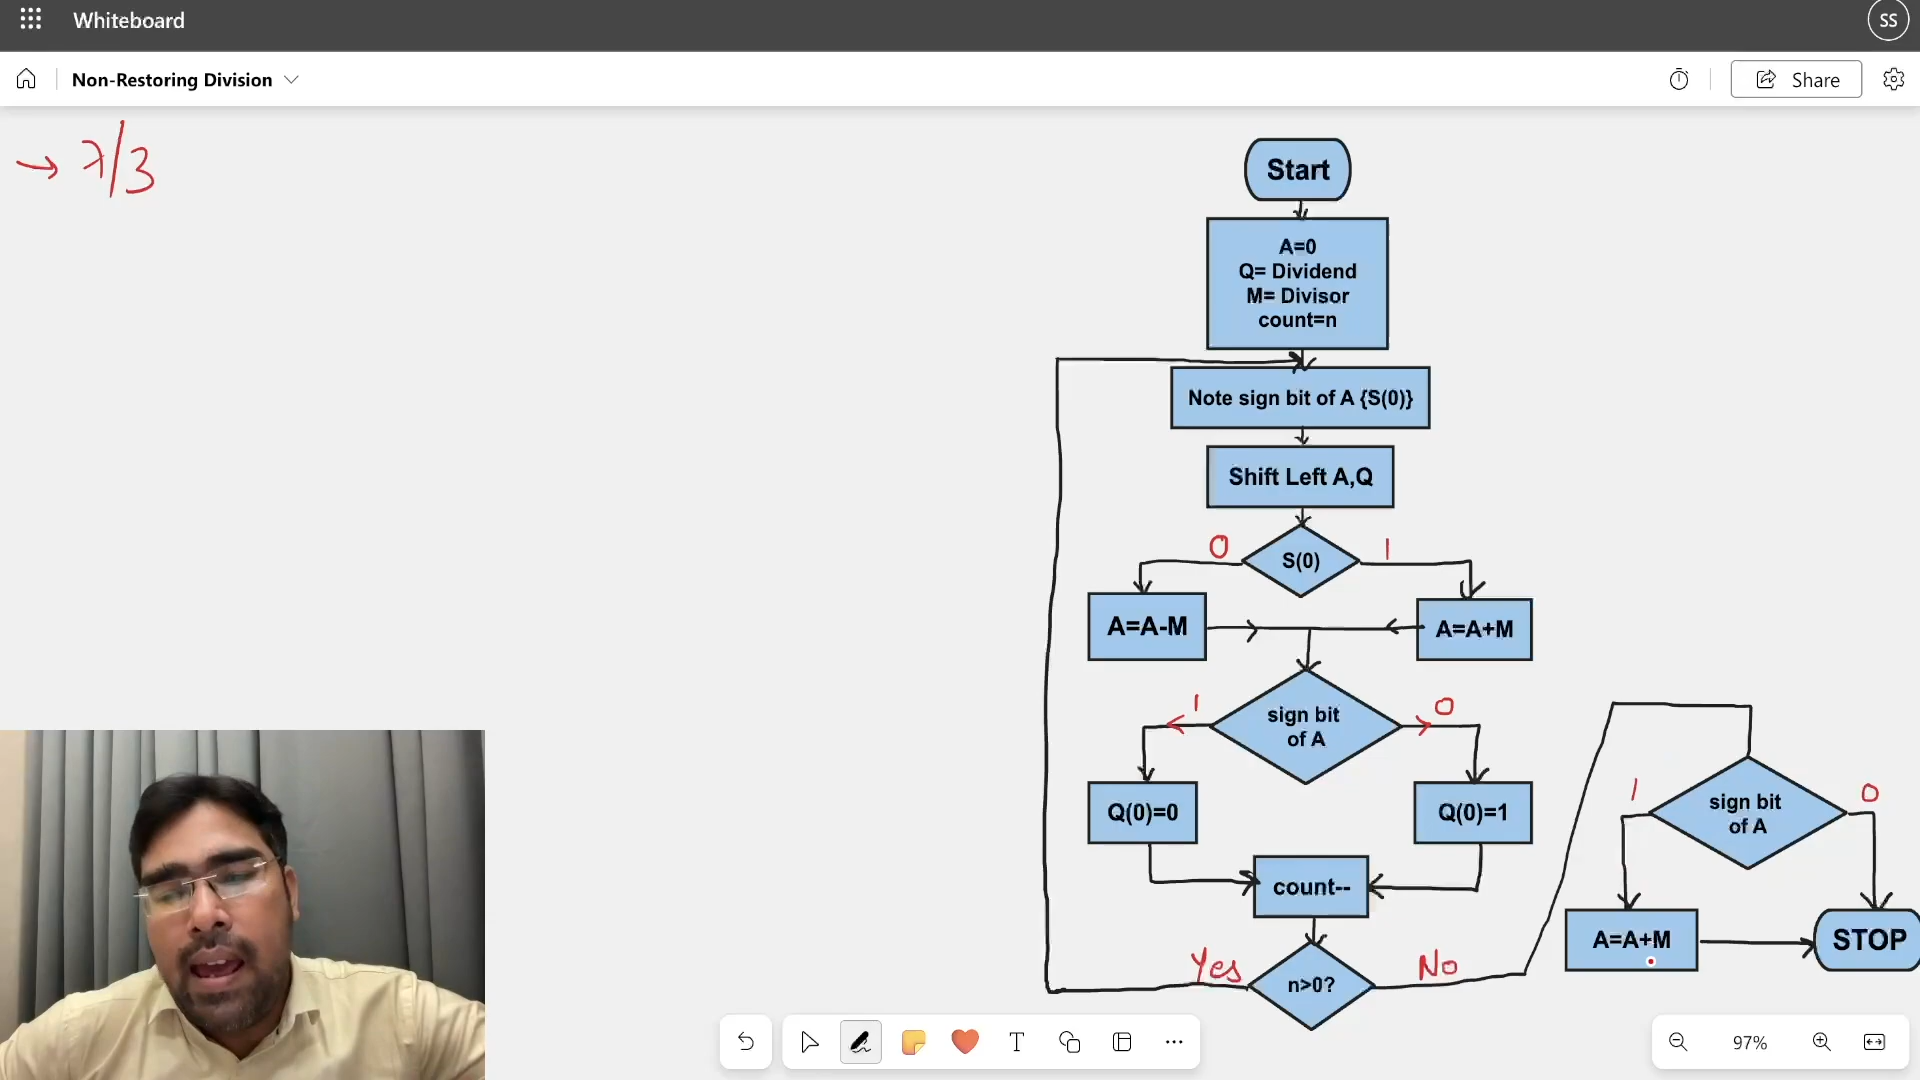 Whiteboard
SS
Non-Restoring Division
Share
→ 7/3
Start
A=0
Q= Dividend
M= Divisor
count=n
Note sign bit of A {S(0)}
Shift Left A,Q
0
S(0)
1
A=A-M
A=A+M
1
sign bit
of A
0
Q(0)=0
Q(0)=1
count--
Yes
n>0?
No
1
sign bit
of A
0
A=A+M
STOP
T
97%